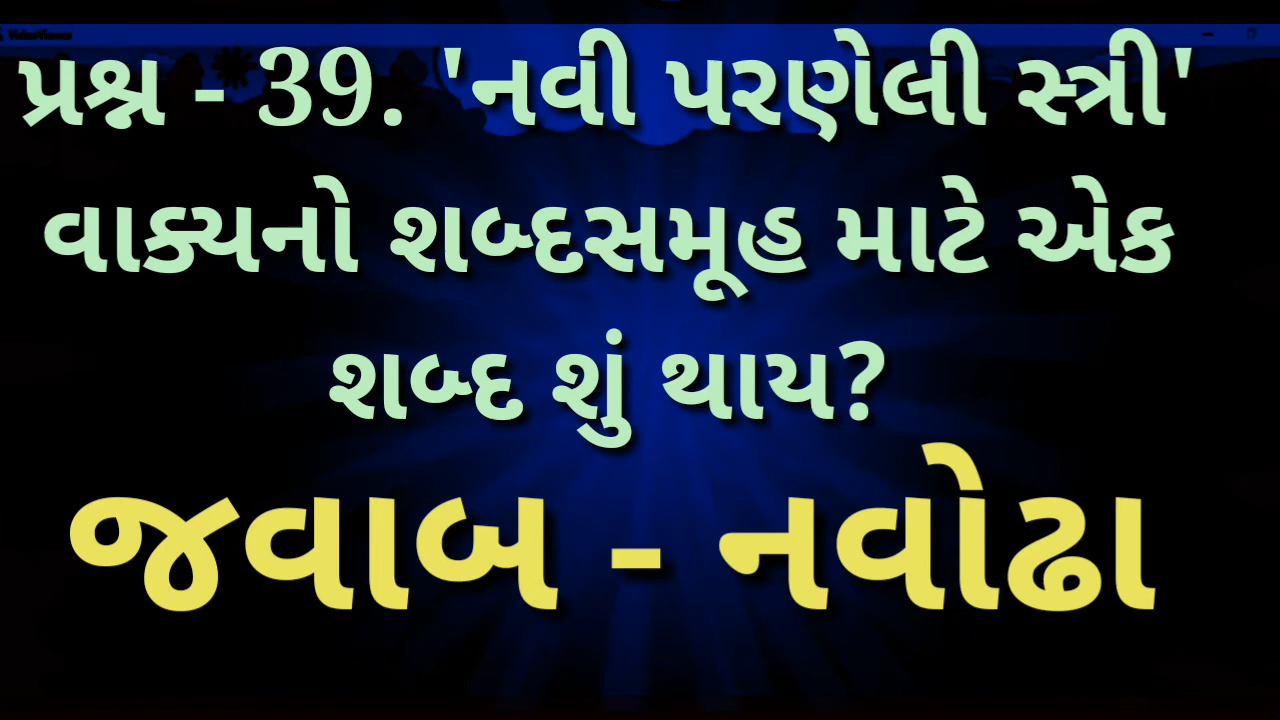 પ્રશ્ન - 39. 'નવી પરણેલી સ્ત્રી'
વાક્યનો શબ્દસમૂહ માટે એક
શબ્દ શું થાય?
જવાબ - નવોઢા